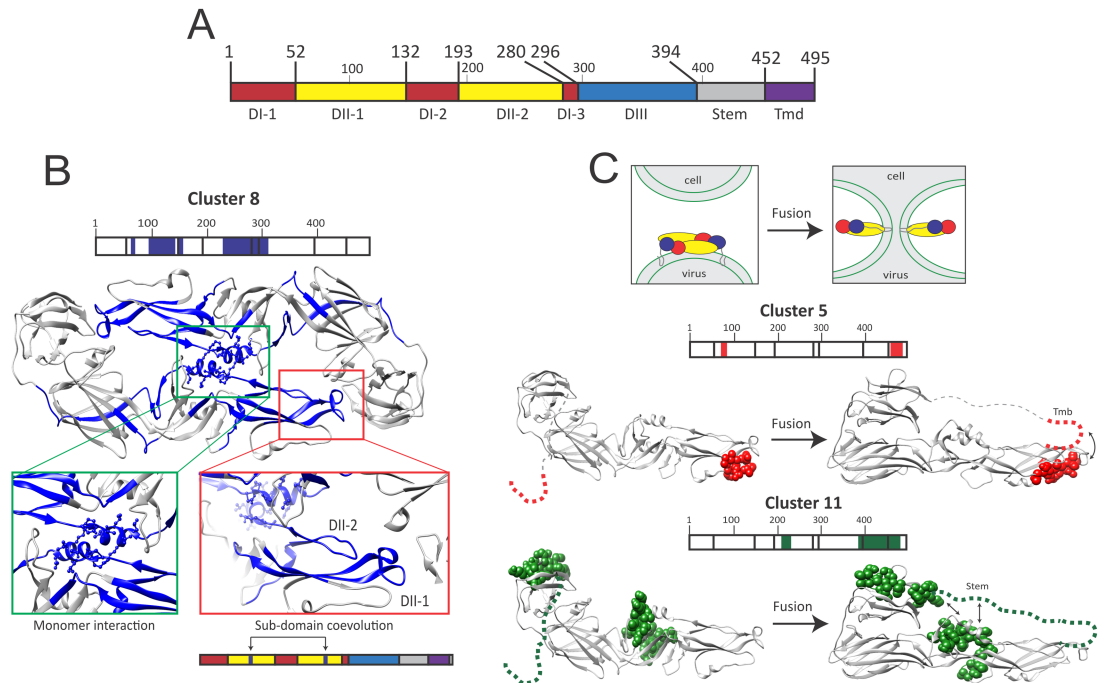 A
1 52 132 193 280 296 394 452 495
100 200 300 400
DI-1 DII-1 DI-2 DII-2 DI-3 DIII Stem Tmd
B
Cluster 8
1 100 200 300 400
DII-2
DII-1
Monomer interaction
Sub-domain coevolution
C
cell
virus
Fusion
cell
virus
Cluster 5
1 100 200 300 400
Fusion
Tmb
Cluster 11
1 100 200 300 400
Fusion
Stem